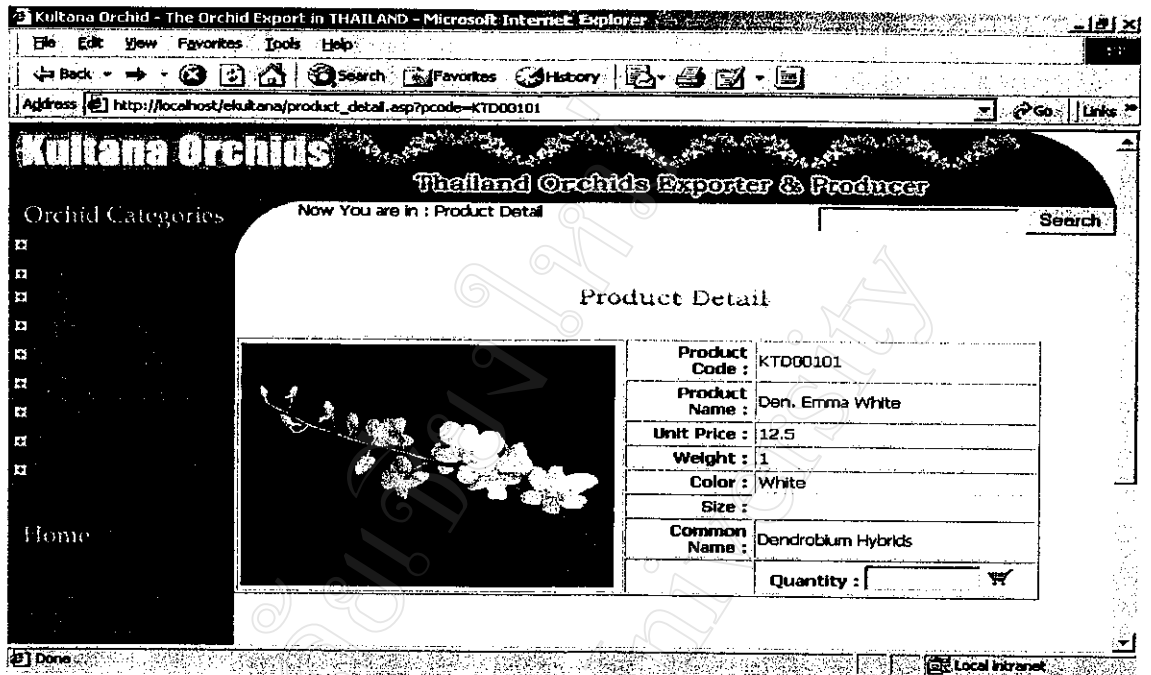 Kultana Orchid - The Orchid Export in THAILAND - Microsoft Internet Explorer
File Edit View Favorites Tools Help
Back Search Favorites History
Address http://localhost/ekultana/product_detail.asp?pcode=KTD00101 Go Links »
Kultana Orchids
Thailand Orchids Exporter & Producer
Orchid Categories
Now You are in : Product Detail
Search
Product Detail
Product Code : KTD00101
Product Name : Den. Emma White
Unit Price : 12.5
Weight : 1
Color : White
Size :
Common Name : Dendrobium Hybrids
Quantity :
Home
Done
Local intranet
University